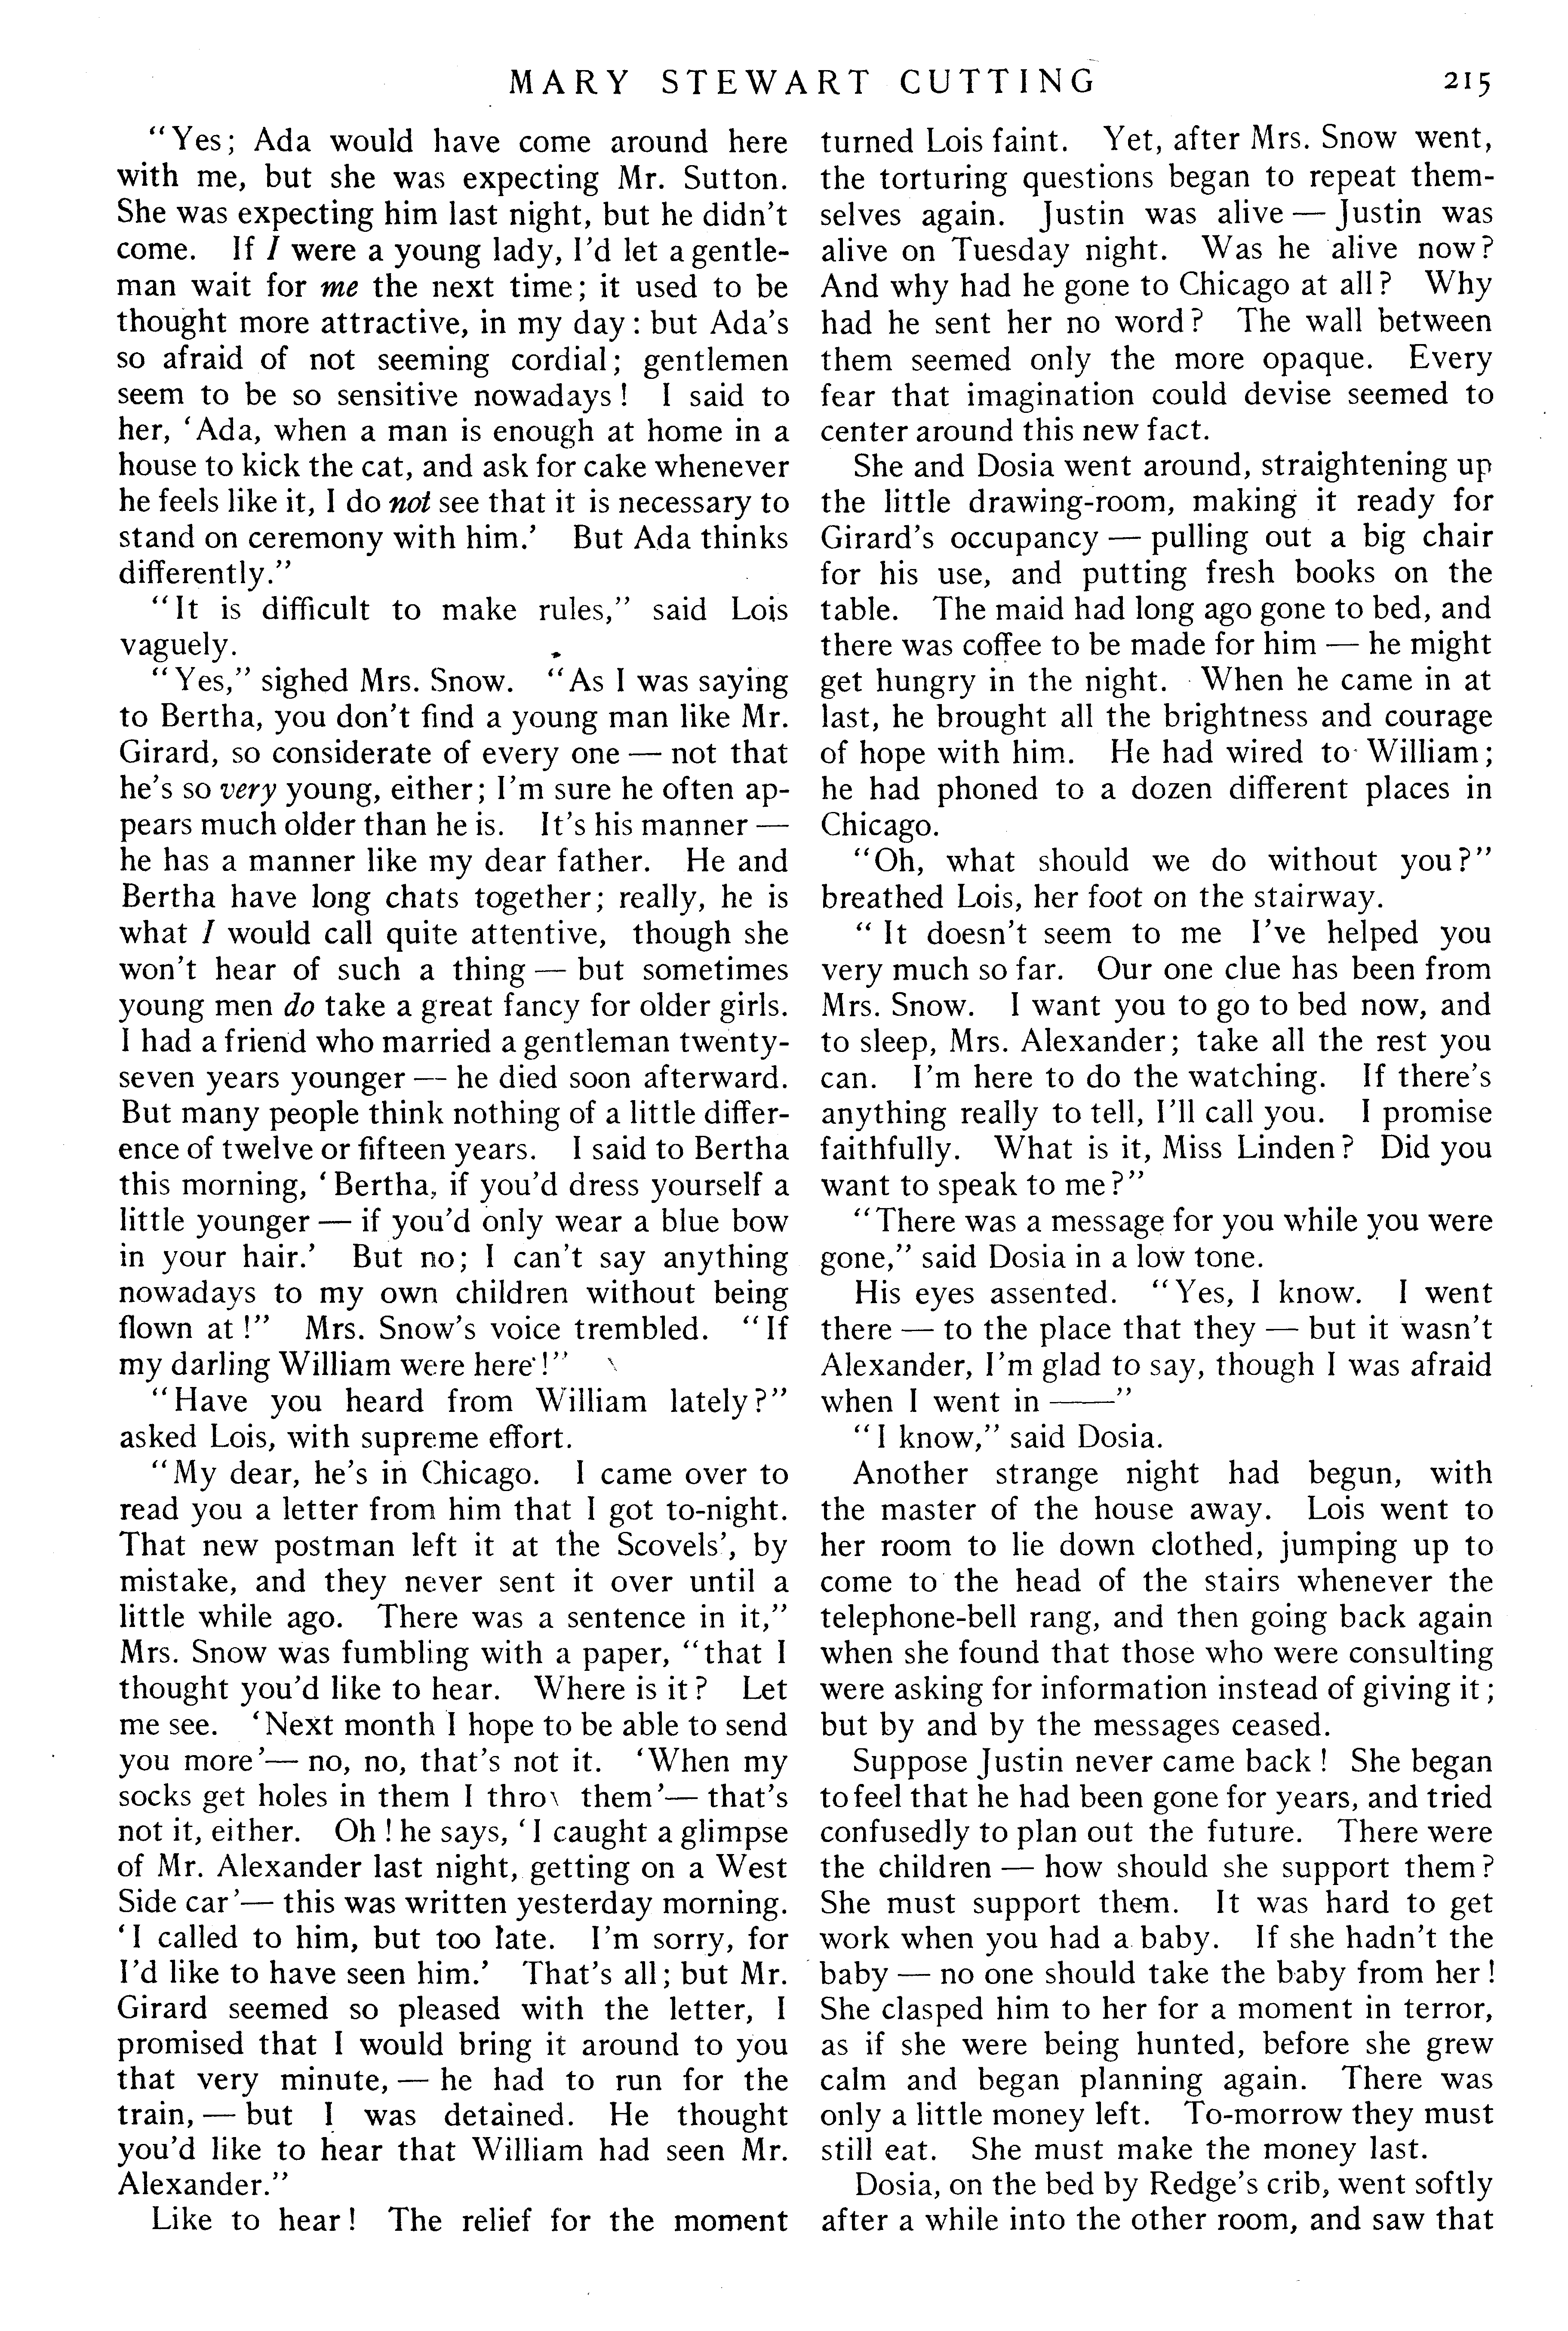 MARY STEWART CUTTING 215
"Yes; Ada would have come around here
with me, but she was expecting Mr. Sutton.
She was expecting him last night, but he didn't
come. If I were a young lady, I'd let a gentle-
man wait for me the next time; it used to be
thought more attractive, in my day: but Ada's
so afraid of not seeming cordial; gentlemen
seem to be so sensitive nowadays! I said to
her, 'Ada, when a man is enough at home in a
house to kick the cat, and ask for cake whenever
he feels like it, I do not see that it is necessary to
stand on ceremony with him.' But Ada thinks
differently."
"It is difficult to make rules," said Lois
vaguely.
"Yes," sighed Mrs. Snow. "As I was saying
to Bertha, you don't find a young man like Mr.
Girard, so considerate of every one — not that
he's so very young, either; I'm sure he often ap-
pears much older than he is. It's his manner —
he has a manner like my dear father. He and
Bertha have long chats together; really, he is
what I would call quite attentive, though she
won't hear of such a thing — but sometimes
young men do take a great fancy for older girls.
I had a friend who married a gentleman twenty-
seven years younger — he died soon afterward.
But many people think nothing of a little differ-
ence of twelve or fifteen years. I said to Bertha
this morning, 'Bertha, if you'd dress yourself a
little younger — if you'd only wear a blue bow
in your hair.' But no; I can't say anything
nowadays to my own children without being
flown at!" Mrs. Snow's voice trembled. "If
my darling William were here!"
"Have you heard from William lately?"
asked Lois, with supreme effort.
"My dear, he's in Chicago. I came over to
read you a letter from him that I got to-night.
That new postman left it at the Scovels', by
mistake, and they never sent it over until a
little while ago. There was a sentence in it,"
Mrs. Snow was fumbling with a paper, "that I
thought you'd like to hear. Where is it? Let
me see. 'Next month I hope to be able to send
you more'— no, no, that's not it. 'When my
socks get holes in them I throw them'— that's
not it, either. Oh! he says, 'I caught a glimpse
of Mr. Alexander last night, getting on a West
Side car'— this was written yesterday morning.
'I called to him, but too late. I'm sorry, for
I'd like to have seen him.' That's all; but Mr.
Girard seemed so pleased with the letter, I
promised that I would bring it around to you
that very minute, — he had to run for the
train, — but I was detained. He thought
you'd like to hear that William had seen Mr.
Alexander."
Like to hear! The relief for the moment
turned Lois faint. Yet, after Mrs. Snow went,
the torturing questions began to repeat them-
selves again. Justin was alive — Justin was
alive on Tuesday night. Was he alive now?
And why had he gone to Chicago at all? Why
had he sent her no word? The wall between
them seemed only the more opaque. Every
fear that imagination could devise seemed to
center around this new fact.
She and Dosia went around, straightening up
the little drawing-room, making it ready for
Girard's occupancy — pulling out a big chair
for his use, and putting fresh books on the
table. The maid had long ago gone to bed, and
there was coffee to be made for him — he might
get hungry in the night. When he came in at
last, he brought all the brightness and courage
of hope with him. He had wired to William;
he had phoned to a dozen different places in
Chicago.
"Oh, what should we do without you?"
breathed Lois, her foot on the stairway.
"It doesn't seem to me I've helped you
very much so far. Our one clue has been from
Mrs. Snow. I want you to go to bed now, and
to sleep, Mrs. Alexander; take all the rest you
can. I'm here to do the watching. If there's
anything really to tell, I'll call you. I promise
faithfully. What is it, Miss Linden? Did you
want to speak to me?"
"There was a message for you while you were
gone," said Dosia in a low tone.
His eyes assented. "Yes, I know. I went
there — to the place that they — but it wasn't
Alexander, I'm glad to say, though I was afraid
when I went in ——"
"I know," said Dosia.
Another strange night had begun, with
the master of the house away. Lois went to
her room to lie down clothed, jumping up to
come to the head of the stairs whenever the
telephone-bell rang, and then going back again
when she found that those who were consulting
were asking for information instead of giving it;
but by and by the messages ceased.
Suppose Justin never came back! She began
to feel that he had been gone for years, and tried
confusedly to plan out the future. There were
the children — how should she support them?
She must support them. It was hard to get
work when you had a baby. If she hadn't the
baby — no one should take the baby from her!
She clasped him to her for a moment in terror,
as if she were being hunted, before she grew
calm and began planning again. There was
only a little money left. To-morrow they must
still eat. She must make the money last.
Dosia, on the bed by Redge's crib, went softly
after a while into the other room, and saw that